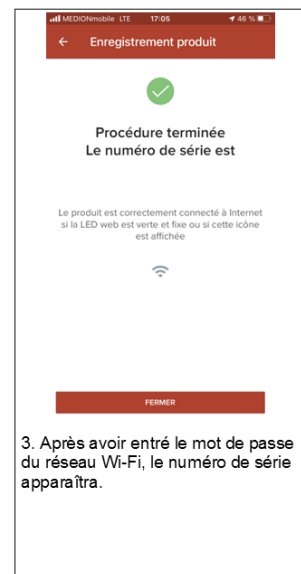 MEDIONmobile LTE 17:05 46 %
Enregistrement produit
Procédure terminée
Le numéro de série est
Le produit est correctement connecté à Internet
si la LED web est verte et fixe ou si cette icône
est affichée
FERMER
3. Après avoir entré le mot de passe
du réseau Wi-Fi, le numéro de série
apparaîtra.